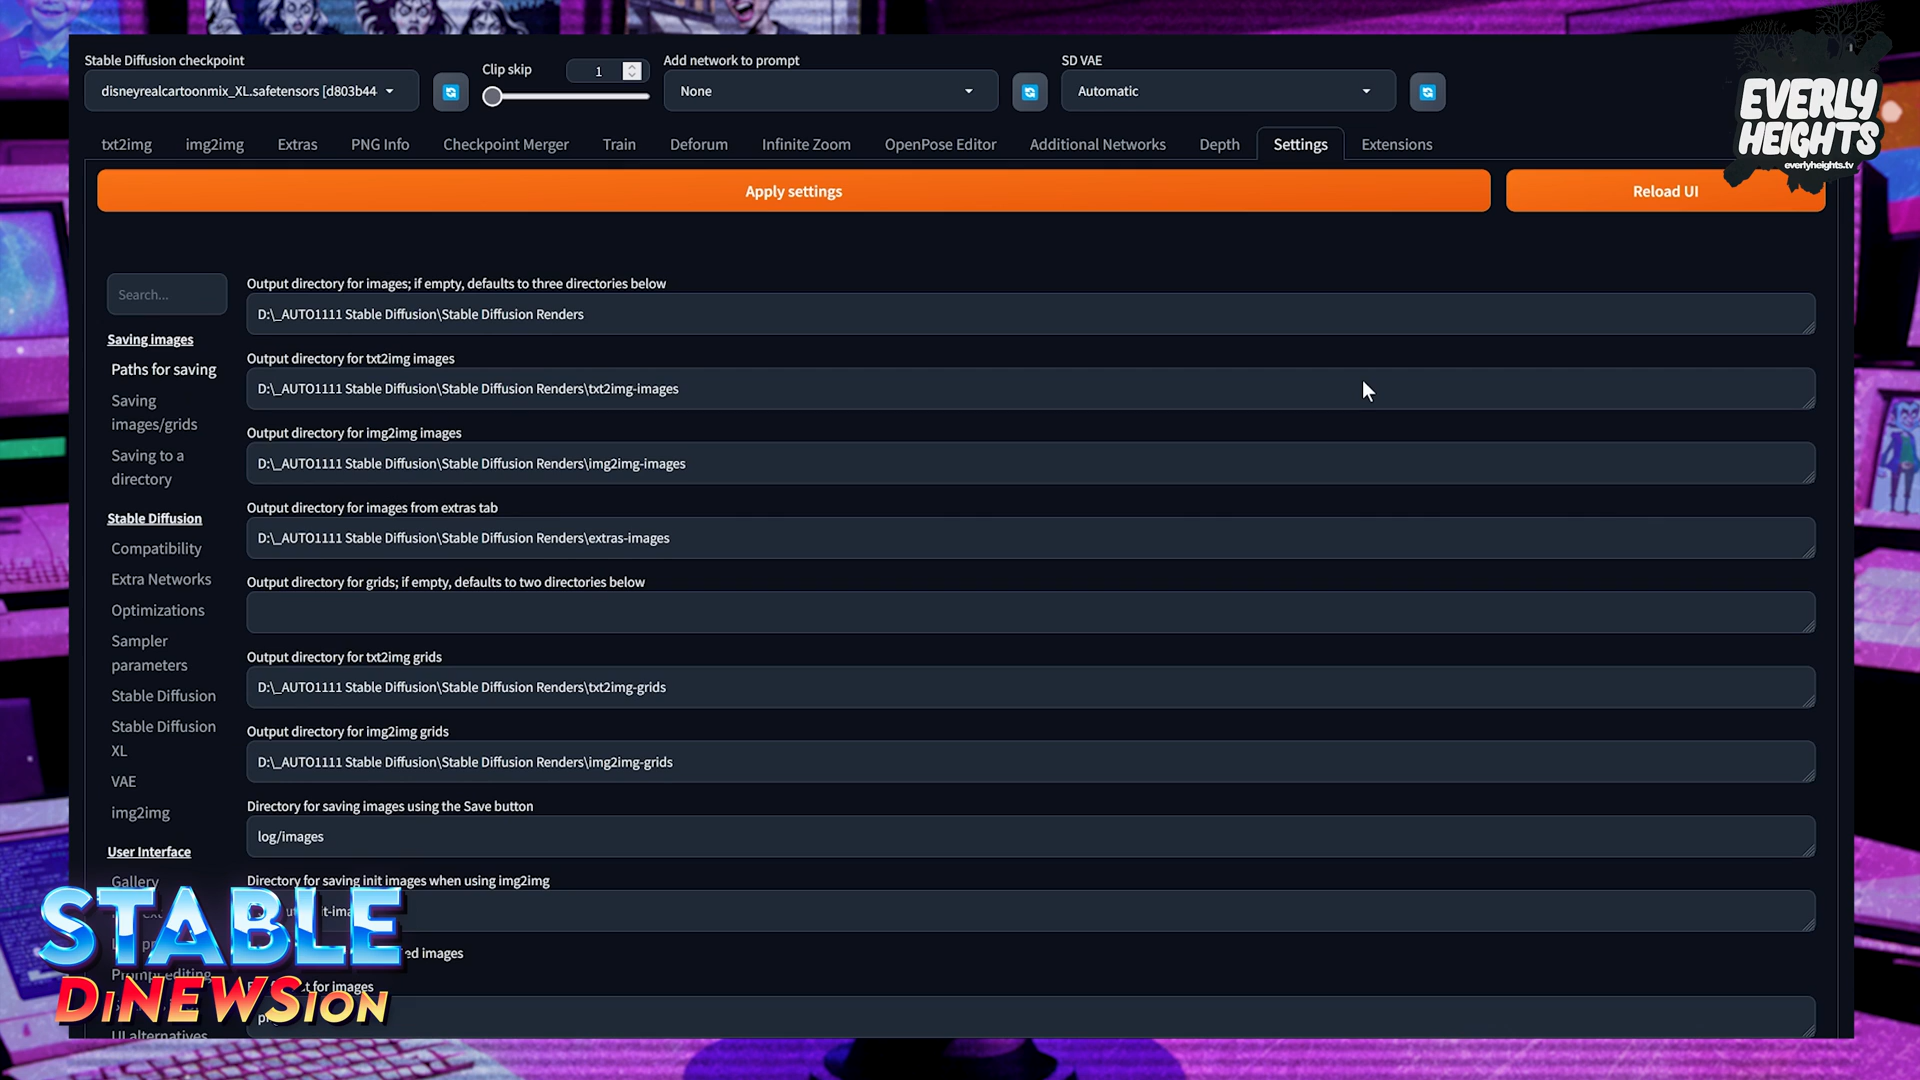 Stable Diffusion checkpoint
disneyrealcartoonmix_XL.safetensors [d803b44
Clip skip
1
Add network to prompt
None
SD VAE
Automatic
EVERLY
HEIGHTS
everlyheights.tv
txt2img
img2img
Extras
PNG Info
Checkpoint Merger
Train
Deforum
Infinite Zoom
OpenPose Editor
Additional Networks
Depth
Settings
Extensions
Apply settings
Reload UI
Search...
Saving images
Paths for saving
Saving
images/grids
Saving to a
directory
Stable Diffusion
Compatibility
Extra Networks
Optimizations
Sampler
parameters
Stable Diffusion
Stable Diffusion
XL
VAE
img2img
User Interface
Gallery
Prompt editing
UI alternatives
Output directory for images; if empty, defaults to three directories below
D:\_AUTO1111 Stable Diffusion\Stable Diffusion Renders
Output directory for txt2img images
D:\_AUTO1111 Stable Diffusion\Stable Diffusion Renders\txt2img-images
Output directory for img2img images
D:\_AUTO1111 Stable Diffusion\Stable Diffusion Renders\img2img-images
Output directory for images from extras tab
D:\_AUTO1111 Stable Diffusion\Stable Diffusion Renders\extras-images
Output directory for grids; if empty, defaults to two directories below
Output directory for txt2img grids
D:\_AUTO1111 Stable Diffusion\Stable Diffusion Renders\txt2img-grids
Output directory for img2img grids
D:\_AUTO1111 Stable Diffusion\Stable Diffusion Renders\img2img-grids
Directory for saving images using the Save button
log/images
Directory for saving init images when using img2img
ed images
for images
STABLE
DiNEWSION